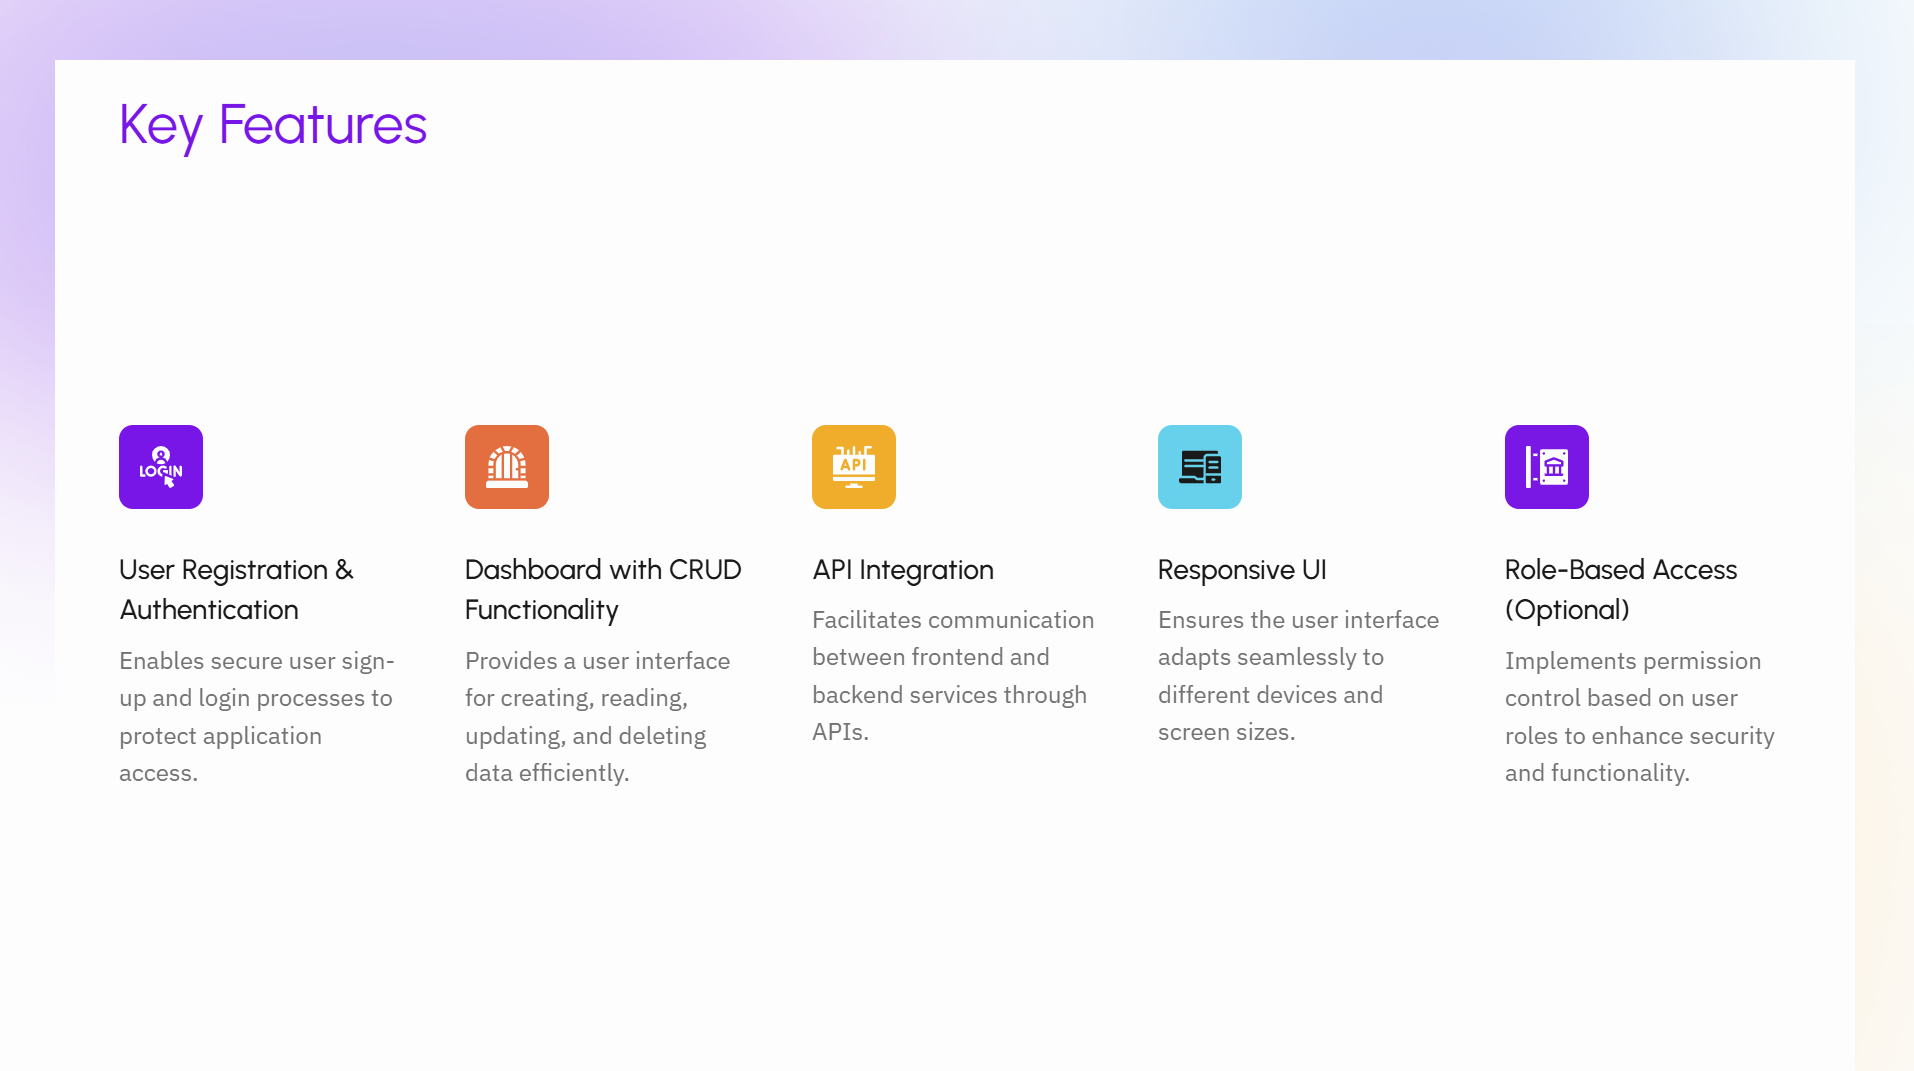 Key Features
LOGIN
API
User Registration &
Authentication
Enables secure user sign-
up and login processes to
protect application
access.
Dashboard with CRUD
Functionality
Provides a user interface
for creating, reading,
updating, and deleting
data efficiently.
API Integration
Facilitates communication
between frontend and
backend services through
APIs.
Responsive UI
Ensures the user interface
adapts seamlessly to
different devices and
screen sizes.
Role-Based Access
(Optional)
Implements permission
control based on user
roles to enhance security
and functionality.